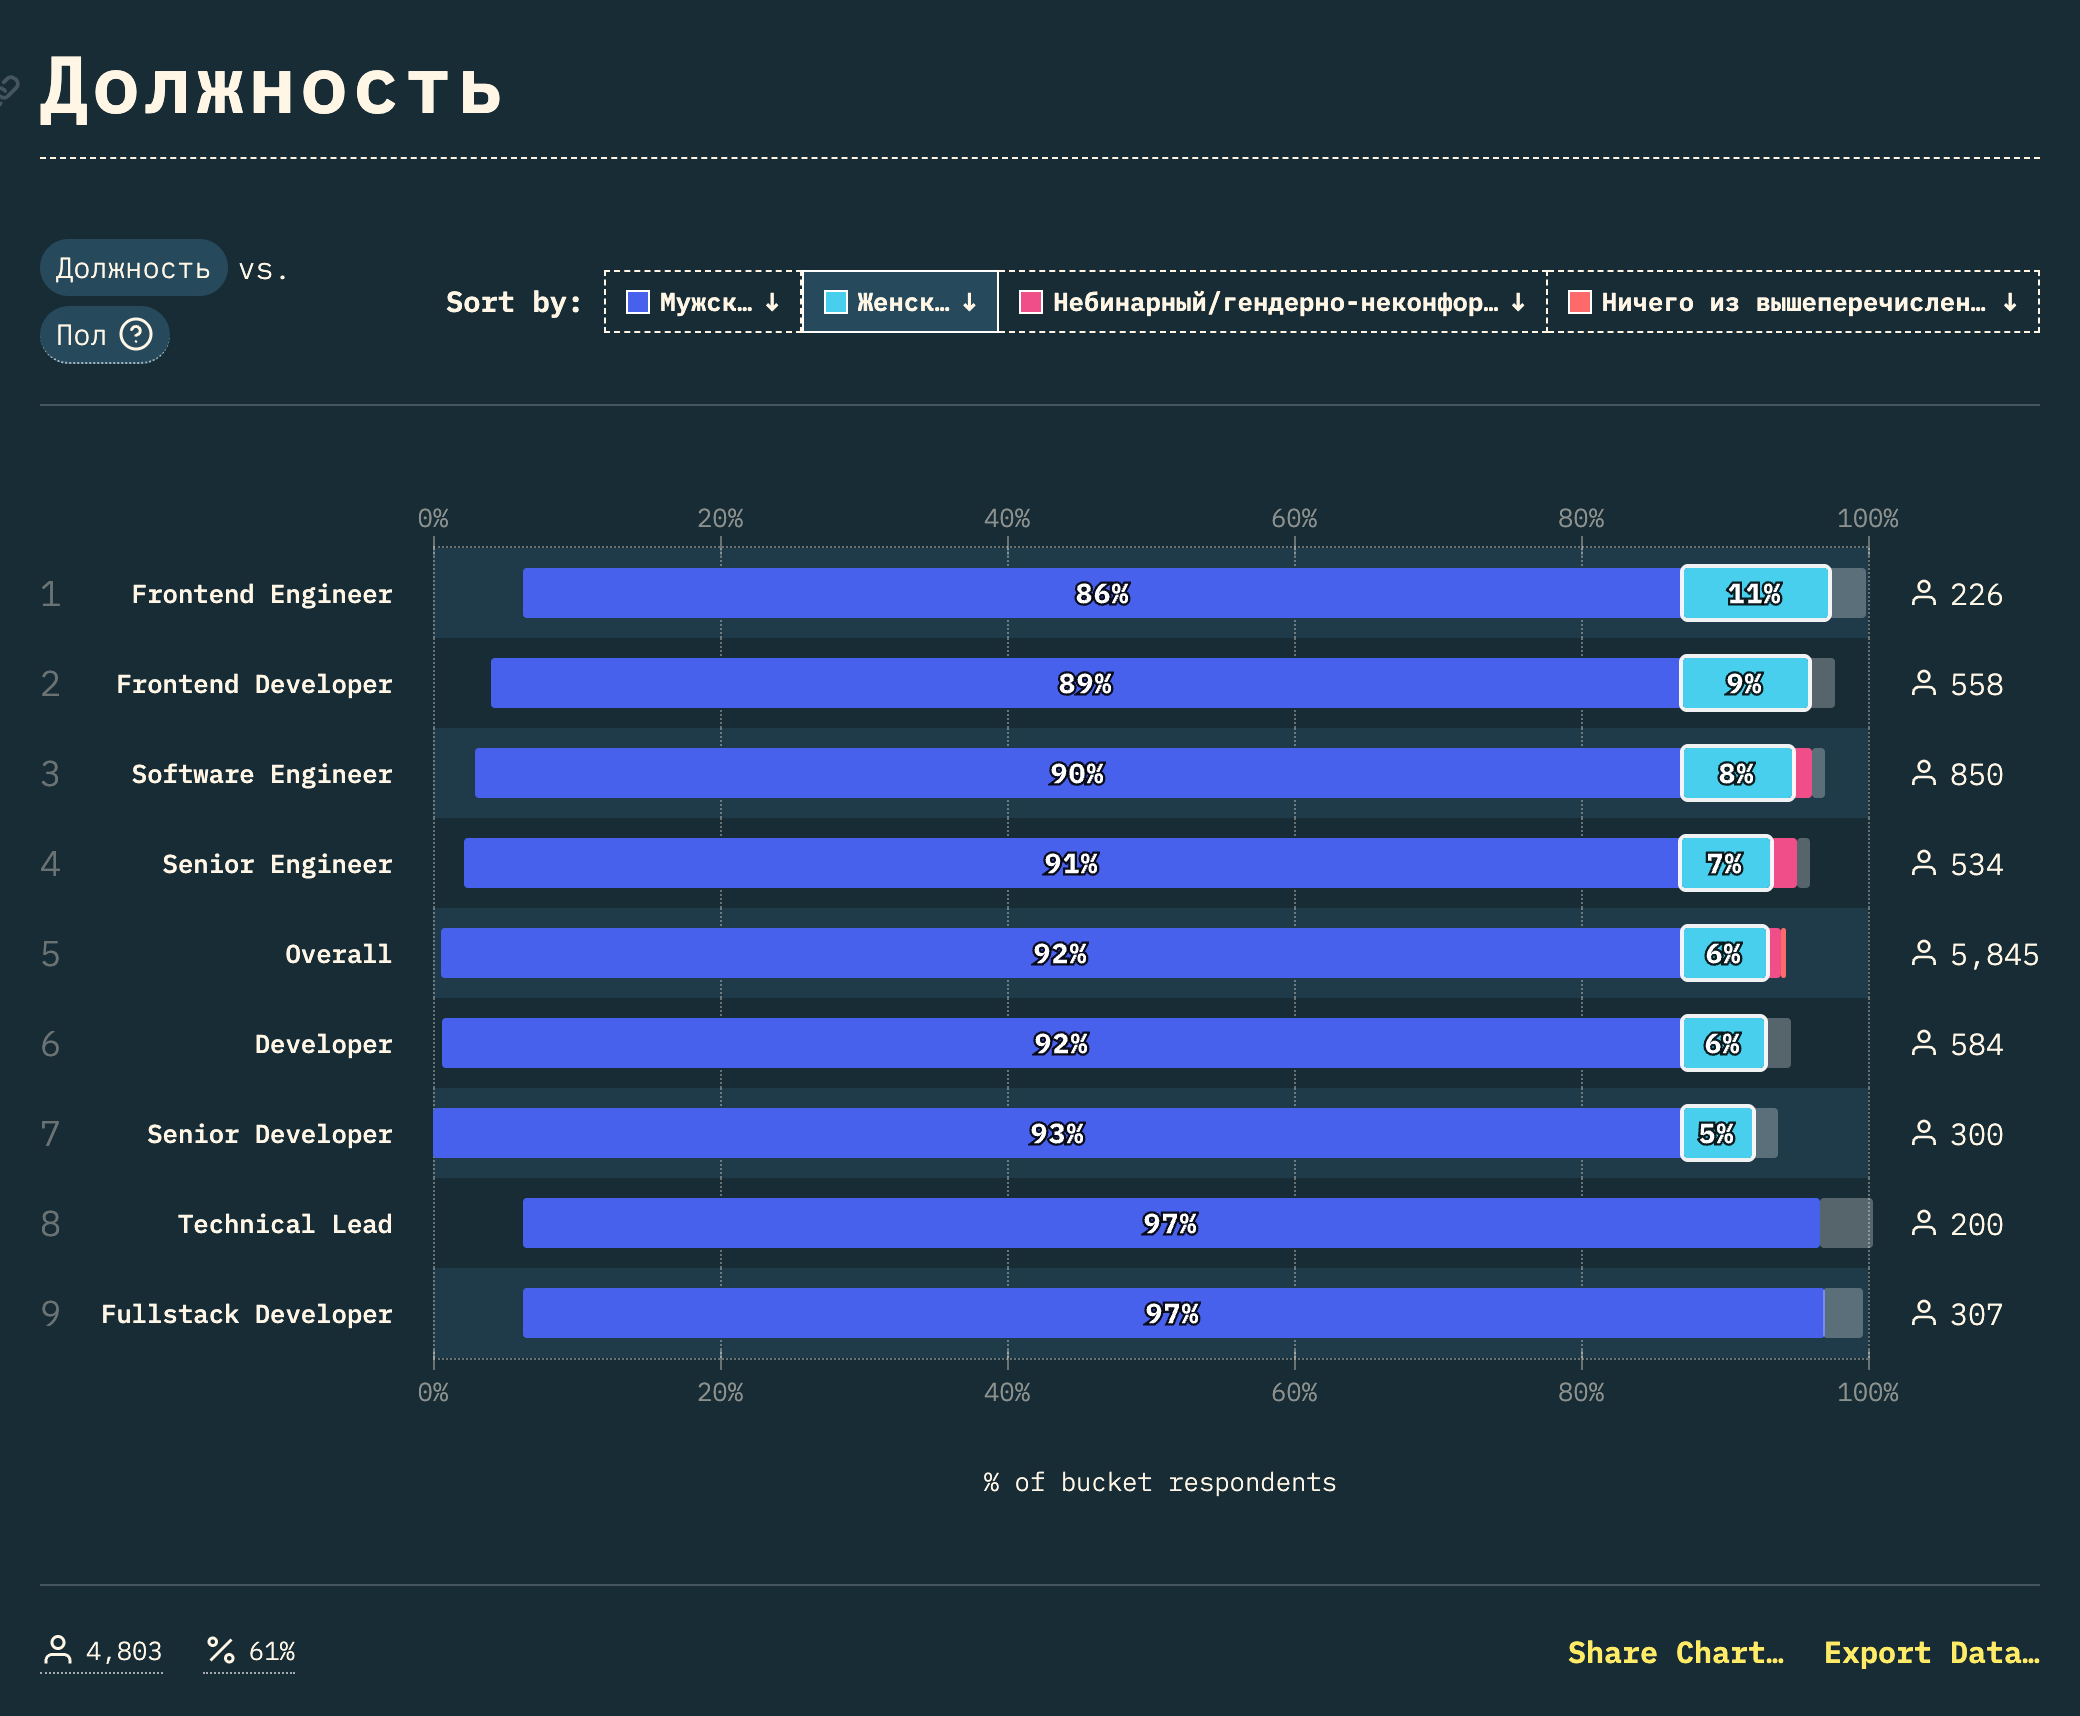 Должность
Должность vs.
Пол
Sort by: Мужск… ↓ Женск… ↓ Небинарный/гендерно-неконфор… ↓ Ничего из вышеперечислен… ↓
0% 20% 40% 60% 80% 100%
1 Frontend Engineer 86% 11% 226
2 Frontend Developer 89% 9% 558
3 Software Engineer 90% 8% 850
4 Senior Engineer 91% 7% 534
5 Overall 92% 6% 5,845
6 Developer 92% 6% 584
7 Senior Developer 93% 5% 300
8 Technical Lead 97% 200
9 Fullstack Developer 97% 307
0% 20% 40% 60% 80% 100%
% of bucket respondents
4,803 % 61% Share Chart… Export Data…